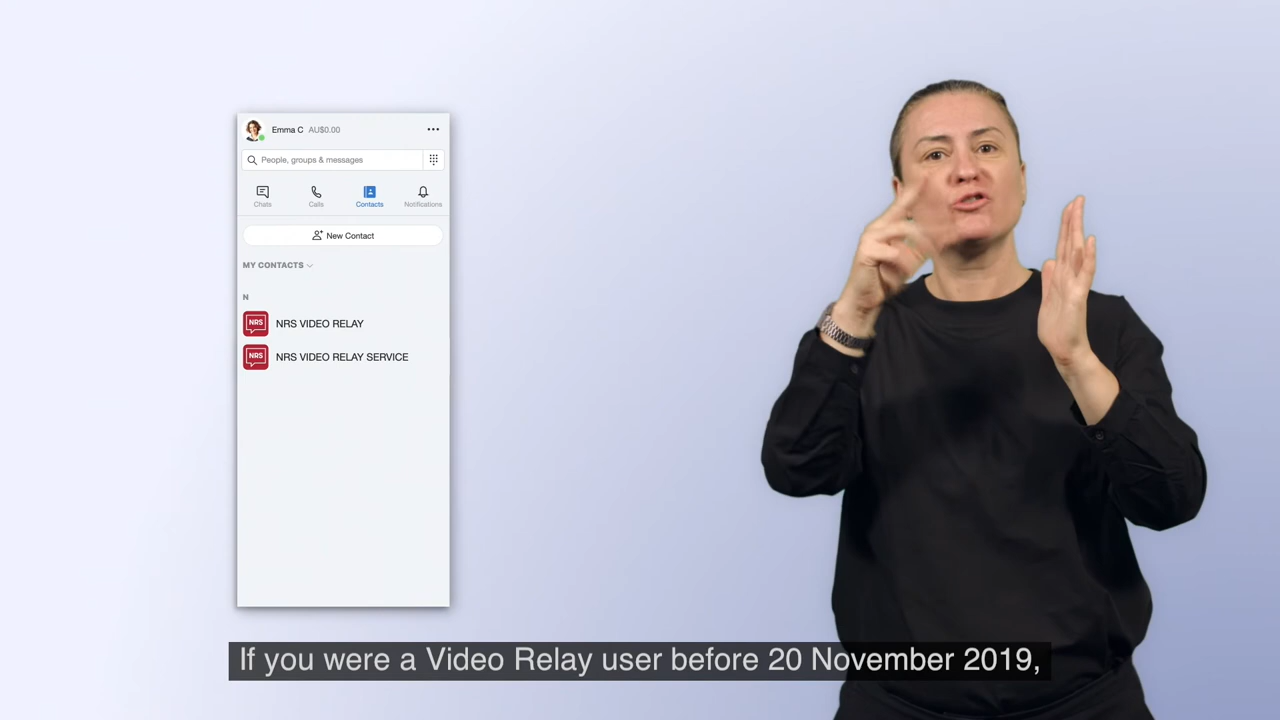 Emma C AU$0.00
People, groups & messages
Chats Calls Contacts Notifications
New Contact
MY CONTACTS
N
NRS NRS VIDEO RELAY
NRS NRS VIDEO RELAY SERVICE
If you were a Video Relay user before 20 November 2019,